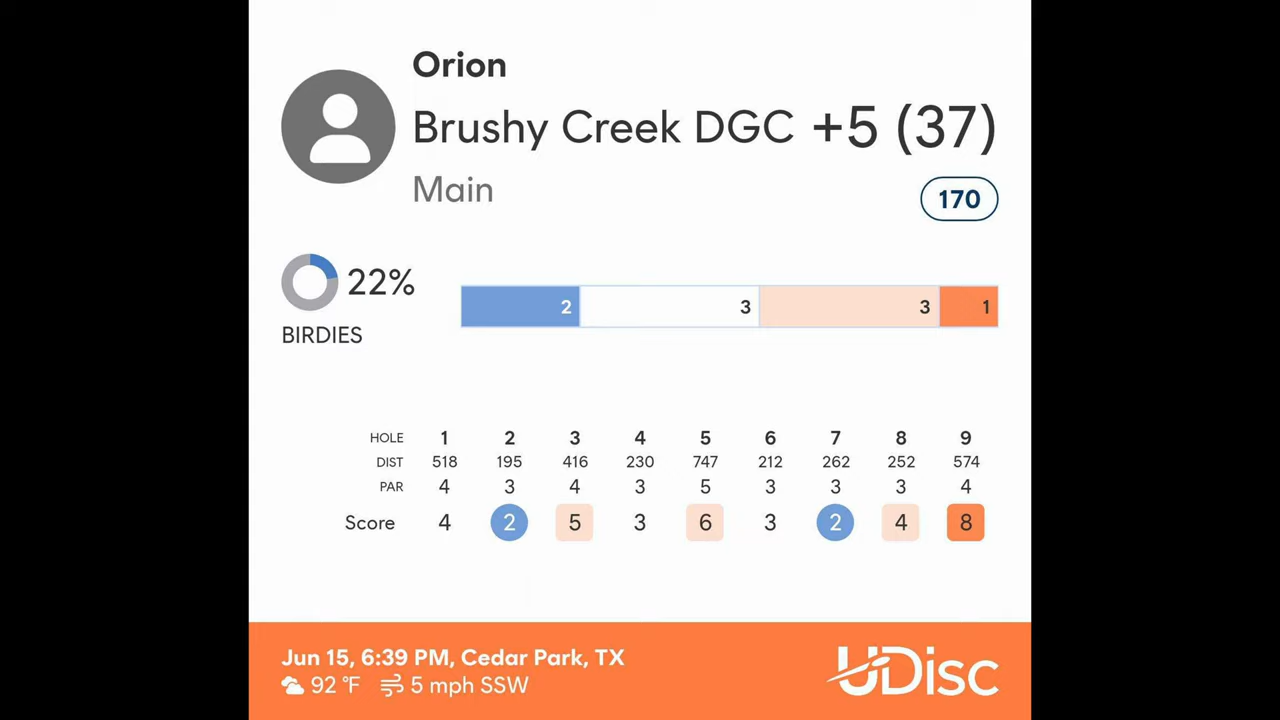 Orion
Brushy Creek DGC +5 (37)
Main
170
22%
BIRDIES
2 3 3 1
HOLE 1 2 3 4 5 6 7 8 9
DIST 518 195 416 230 747 212 262 252 574
PAR 4 3 4 3 5 3 3 3 4
Score 4 2 5 3 6 3 2 4 8
Jun 15, 6:39 PM, Cedar Park, TX
92 °F 5 mph SSW
UDisc